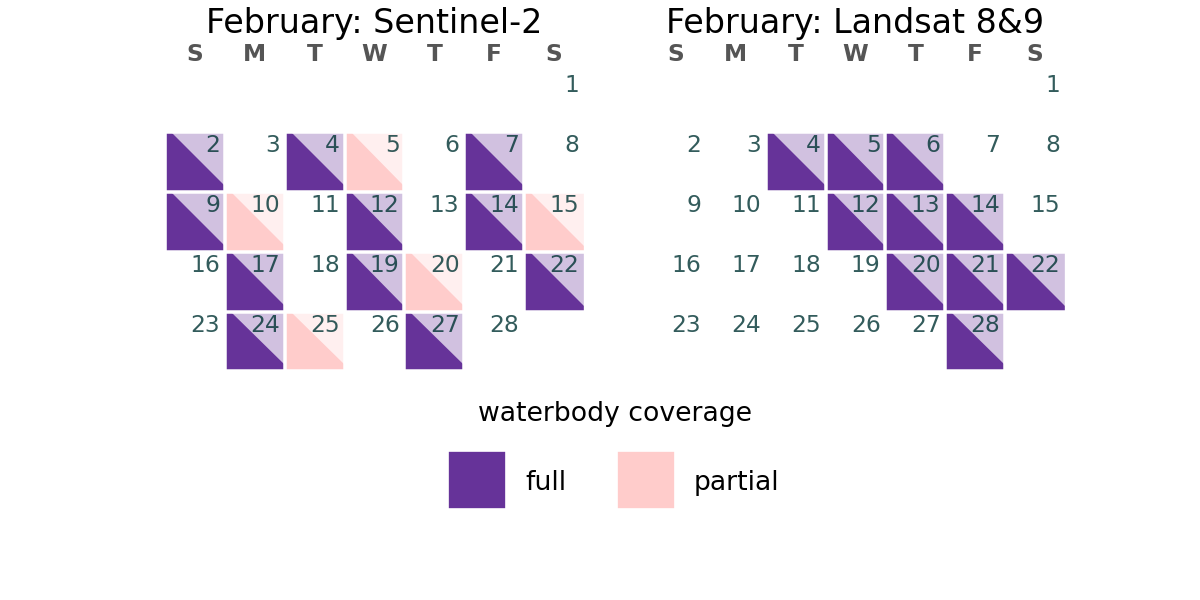 February: Sentinel-2
S M T W T F S
1
2 3 4 5 6 7 8
9 10 11 12 13 14 15
16 17 18 19 20 21 22
23 24 25 26 27 28
February: Landsat 8&9
S M T W T F S
1
2 3 4 5 6 7 8
9 10 11 12 13 14 15
16 17 18 19 20 21 22
23 24 25 26 27 28
waterbody coverage
full partial